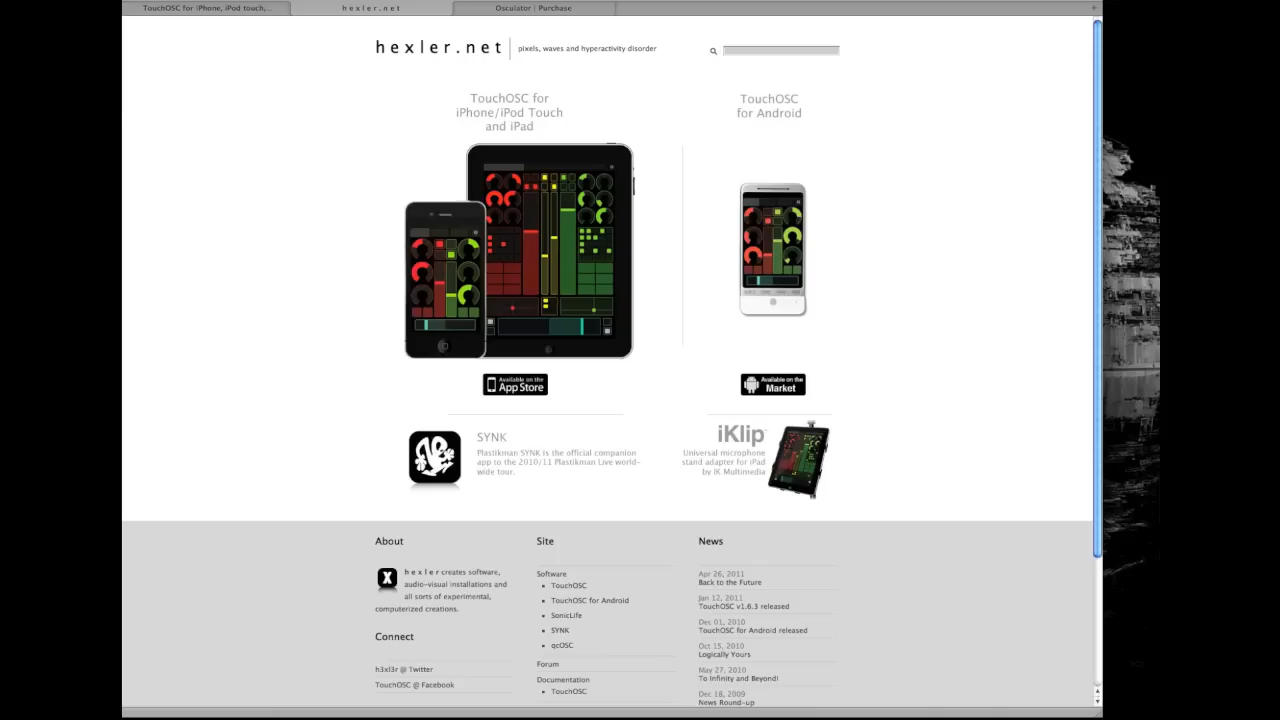 TouchOSC for iPhone, iPod touch,...
hexler.net
Osculator | Purchase
hexler.net
pixels, waves and hyperactivity disorder
TouchOSC for
iPhone/iPod Touch
and iPad
TouchOSC
for Android
Available on the
App Store
Available on the
Market
SYNK
Plastikman SYNK is the official companion
app to the 2010/11 Plastikman Live world-
wide tour.
iKlip™
Universal microphone
stand adapter for iPad
by IK Multimedia
About
X
hexler creates software,
audio-visual installations and
all sorts of experimental,
computerized creations.
Connect
h3xl3r @ Twitter
TouchOSC @ Facebook
Site
Software
TouchOSC
TouchOSC for Android
SonicLife
SYNK
qcOSC
Forum
Documentation
TouchOSC
News
Apr 26, 2011
Back to the Future
Jan 12, 2011
TouchOSC v1.6.3 released
Dec 01, 2010
TouchOSC for Android released
Oct 15, 2010
Logically Yours
May 27, 2010
To Infinity and Beyond!
Dec 18, 2009
News Round-up